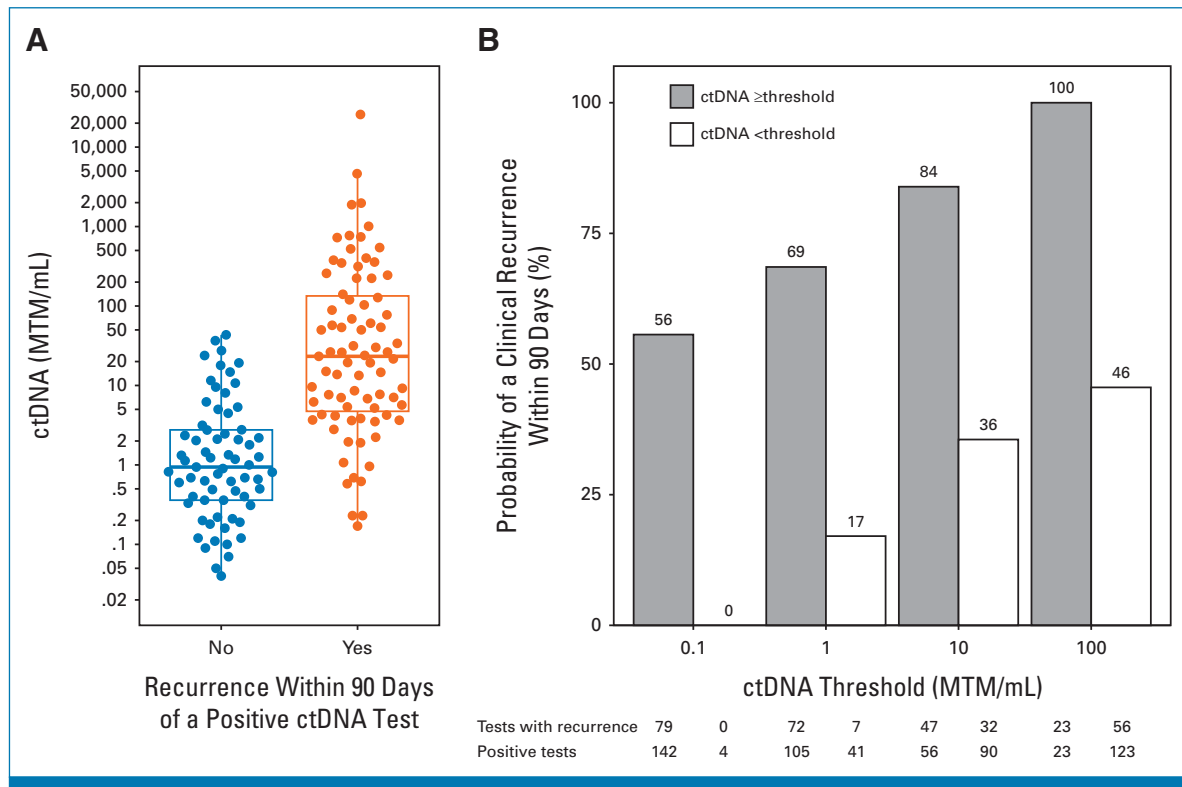 A
50,000
20,000
10,000
5,000
2,000
1,000
500
200
100
50
20
10
5
2
1
.5
.2
.1
.05
.02
ctDNA (MTM/mL)
No Yes
Recurrence Within 90 Days
of a Positive ctDNA Test
B
ctDNA ≥threshold
ctDNA <threshold
100
75
50
25
0
Probability of a Clinical Recurrence
Within 90 Days (%)
56 0 69 17 84 36 100 46
0.1 1 10 100
ctDNA Threshold (MTM/mL)
Tests with recurrence 79 0 72 7 47 32 23 56
Positive tests 142 4 105 41 56 90 23 123